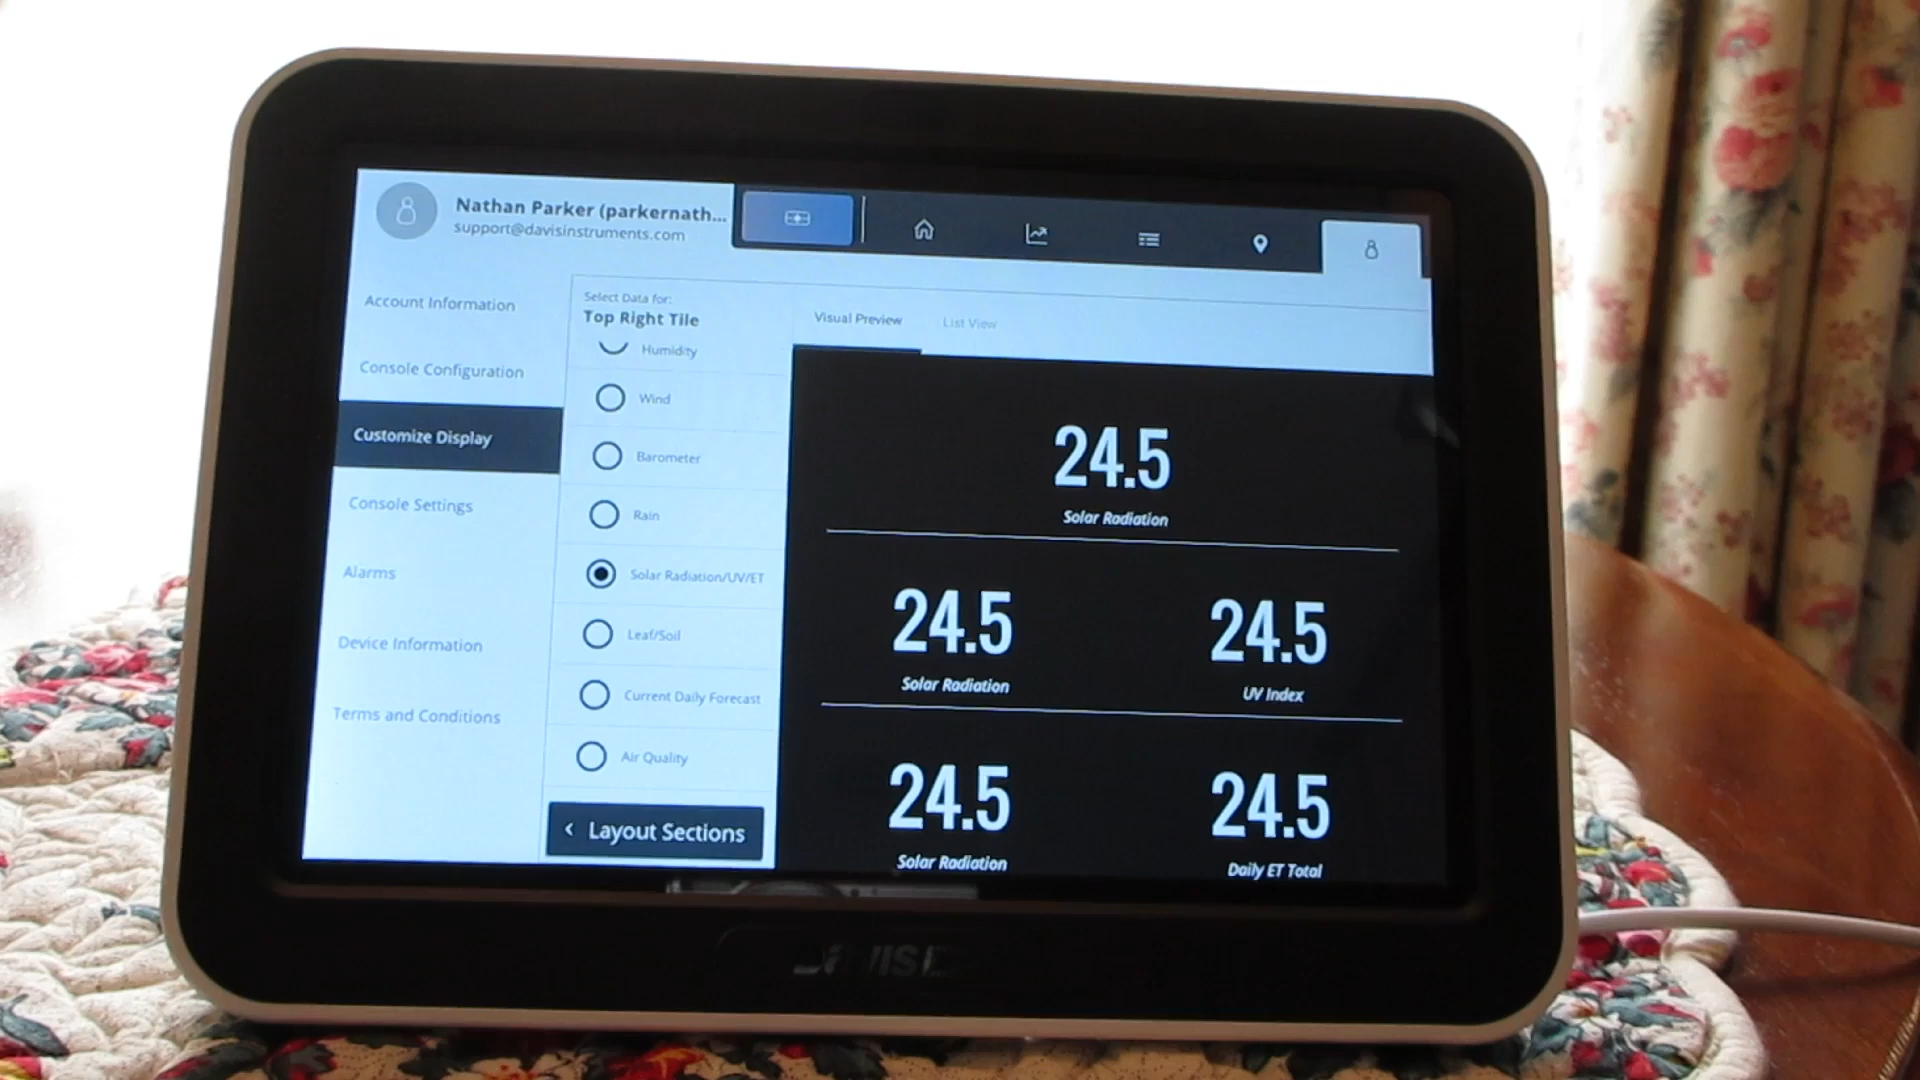 Nathan Parker (parkernath...
support@davisinstruments.com
Account Information
Console Configuration
Customize Display
Console Settings
Alarms
Device Information
Terms and Conditions
Select Data for:
Top Right Tile
Humidity
Wind
Barometer
Rain
Solar Radiation/UV/ET
Leaf/Soil
Current Daily Forecast
Air Quality
< Layout Sections
Visual Preview
List View
24.5
Solar Radiation
24.5
Solar Radiation
24.5
UV Index
24.5
Solar Radiation
24.5
Daily ET Total